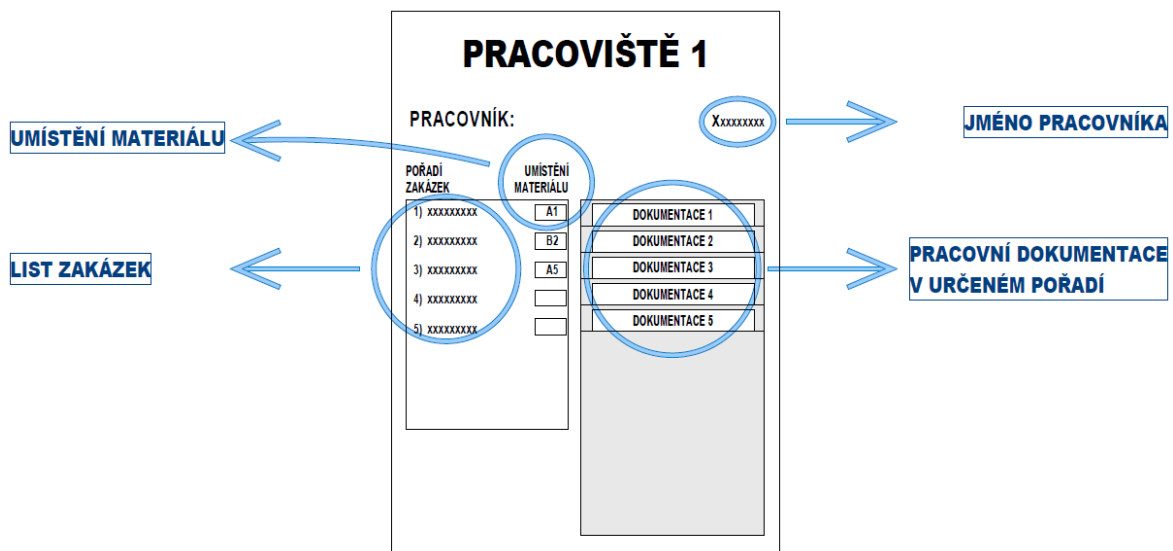 PRACOVIŠTĚ 1
PRACOVNÍK:
Xxxxxxxxx
JMÉNO PRACOVNÍKA
UMÍSTĚNÍ MATERIÁLU
POŘADÍ
ZAKÁZEK
UMÍSTĚNÍ
MATERIÁLU
1) xxxxxxxxx A1
2) xxxxxxxxx B2
3) xxxxxxxxx A5
4) xxxxxxxxx
5) xxxxxxxxx
DOKUMENTACE 1
DOKUMENTACE 2
DOKUMENTACE 3
DOKUMENTACE 4
DOKUMENTACE 5
LIST ZAKÁZEK
PRACOVNÍ DOKUMENTACE
V URČENÉM POŘADÍ